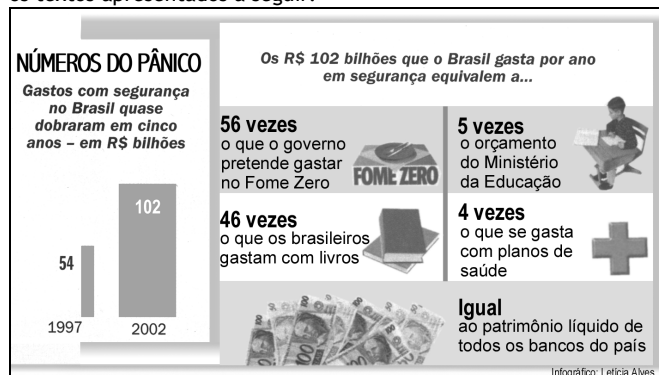 NÚMEROS DO PÂNICO
Gastos com segurança
no Brasil quase
dobraram em cinco
anos – em R$ bilhões
102
54
1997
2002
Os R$ 102 bilhões que o Brasil gasta por ano
em segurança equivalem a...
56 vezes
o que o governo
pretende gastar
no Fome Zero
FOME ZERO
5 vezes
o orçamento
do Ministério
da Educação
46 vezes
o que os brasileiros
gastam com livros
4 vezes
o que se gasta
com planos de
saúde
100
Igual
ao patrimônio líquido de
todos os bancos do país
Infográfico: Letícia Alves